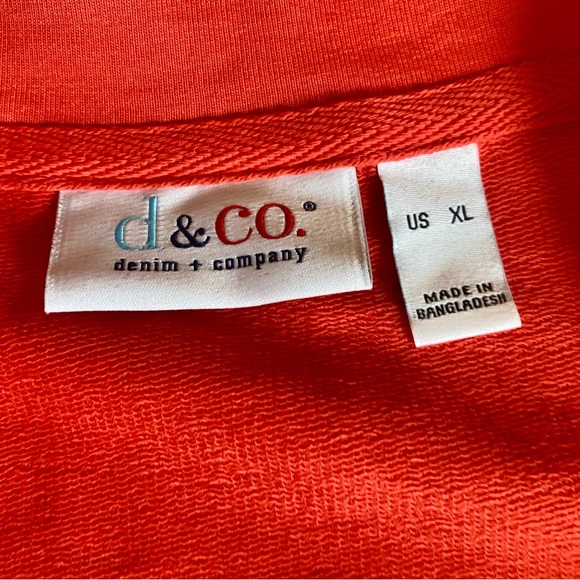 d & co.®
denim + company
US XL
MADE IN
BANGLADESH